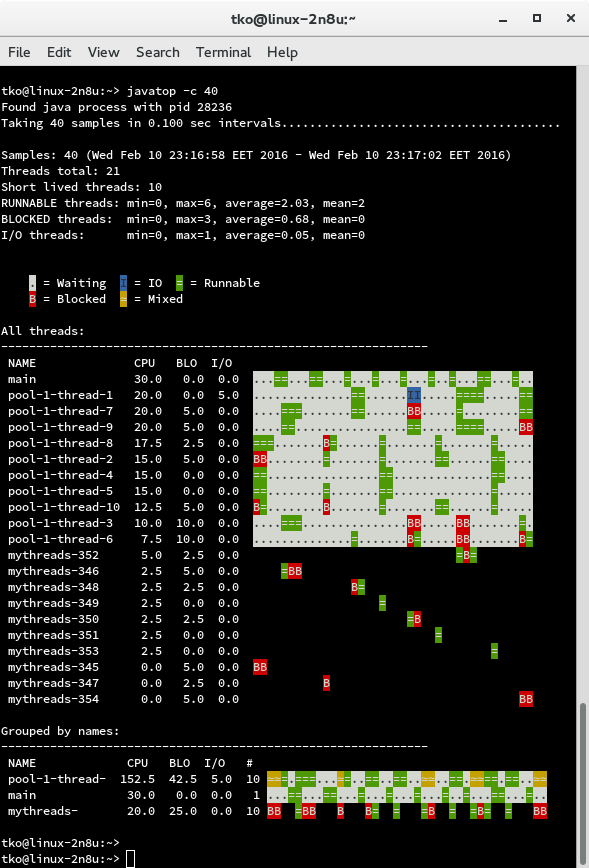 tko@linux-2n8u:~
File Edit View Search Terminal Help
tko@linux-2n8u:~> javatop -c 40
Found java process with pid 28236
Taking 40 samples in 0.100 sec intervals........................................
Samples: 40 (Wed Feb 10 23:16:58 EET 2016 - Wed Feb 10 23:17:02 EET 2016)
Threads total: 21
Short lived threads: 10
RUNNABLE threads: min=0, max=6, average=2.03, mean=2
BLOCKED threads: min=0, max=3, average=0.68, mean=0
I/O threads: min=0, max=1, average=0.05, mean=0
. = Waiting I = IO = = Runnable
B = Blocked ≈ = Mixed
All threads:
-------------------------------------------------------------
NAME CPU BLO I/O
main 30.0 0.0 0.0 ...==...==...=...=...=...=..=...==...=..
pool-1-thread-1 20.0 0.0 5.0 ..............==......II.....====.....==
pool-1-thread-7 20.0 5.0 0.0 ....===.......==......BB.....=........==
pool-1-thread-9 20.0 5.0 0.0 ....==................==.....====.....BB
pool-1-thread-8 17.5 2.5 0.0 ===.......B=......=.......=.......=.....
pool-1-thread-2 15.0 5.0 0.0 BB........=.......=.......==......==....
pool-1-thread-4 15.0 0.0 0.0 ==................==..............==....
pool-1-thread-5 15.0 0.0 0.0 ==........=.......==..............=.....
pool-1-thread-10 12.5 5.0 0.0 B=........B.......=.......==......=.....
pool-1-thread-3 10.0 10.0 0.0 ....===...............BB.....BB.......=.
pool-1-thread-6 7.5 10.0 0.0 ..............=.......B=.....BB.......B=
mythreads-352 5.0 2.5 0.0 =B=
mythreads-346 2.5 5.0 0.0 =BB
mythreads-348 2.5 2.5 0.0 B=
mythreads-349 2.5 0.0 0.0 =
mythreads-350 2.5 2.5 0.0 =B
mythreads-351 2.5 0.0 0.0 =
mythreads-353 2.5 0.0 0.0 =
mythreads-345 0.0 5.0 0.0 BB
mythreads-347 0.0 2.5 0.0 B
mythreads-354 0.0 5.0 0.0 BB
Grouped by names:
-------------------------------------------------------------
NAME CPU BLO I/O #
pool-1-thread- 152.5 42.5 5.0 10 ≈≈=.===...≈=..==..==..≈≈..==.≈≈==.==..≈≈
main 30.0 0.0 0.0 1 ...==...==...=...=...=...=..=...==...=..
mythreads- 20.0 25.0 0.0 10 BB =BB B B= = =B = =B= = BB
tko@linux-2n8u:~>
tko@linux-2n8u:~>